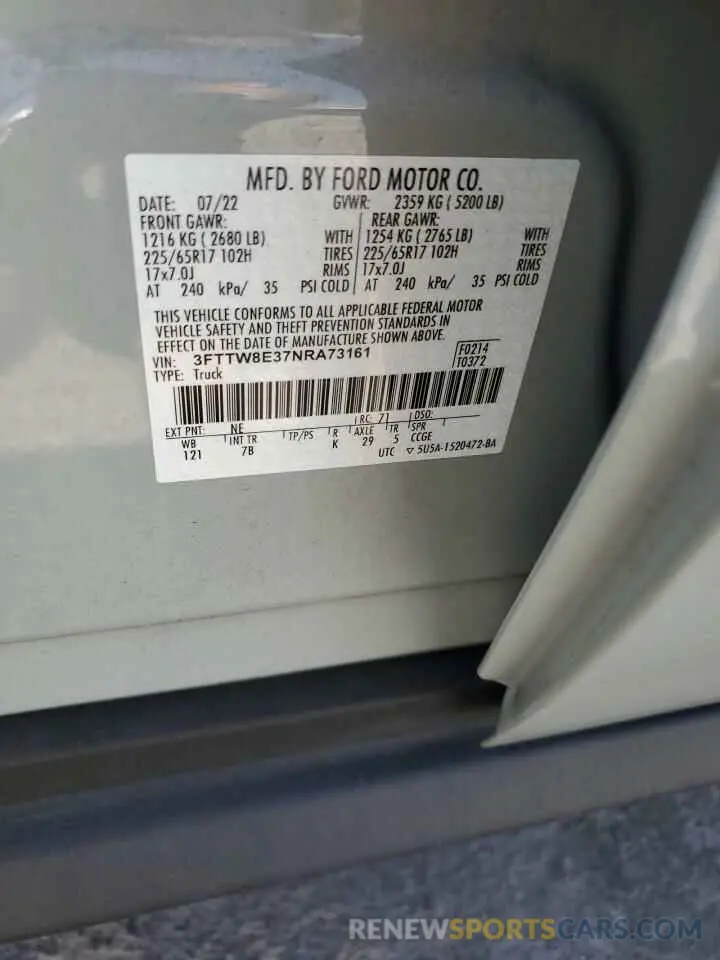 MFD. BY FORD MOTOR CO.
DATE: 07/22 GVWR: 2359 KG ( 5200 LB)
FRONT GAWR: REAR GAWR:
1216 KG ( 2680 LB) WITH 1254 KG ( 2765 LB) WITH
225/65R17 102H TIRES 225/65R17 102H TIRES
17x7.0J RIMS 17x7.0J RIMS
AT 240 kPa/ 35 PSI COLD AT 240 kPa/ 35 PSI COLD
THIS VEHICLE CONFORMS TO ALL APPLICABLE FEDERAL MOTOR
VEHICLE SAFETY AND THEFT PREVENTION STANDARDS IN
EFFECT ON THE DATE OF MANUFACTURE SHOWN ABOVE.
VIN: 3FTTW8E37NRA73161 F0214
TYPE: Truck T0372
EXT PNT: NE RC: 71 DSO:
WB INT TR TP/PS R AXLE TR SPR
121 7B K 29 5 CCGE
UTC ▽ 5U5A-1520472-BA
RENEWSPORTSCARS.COM